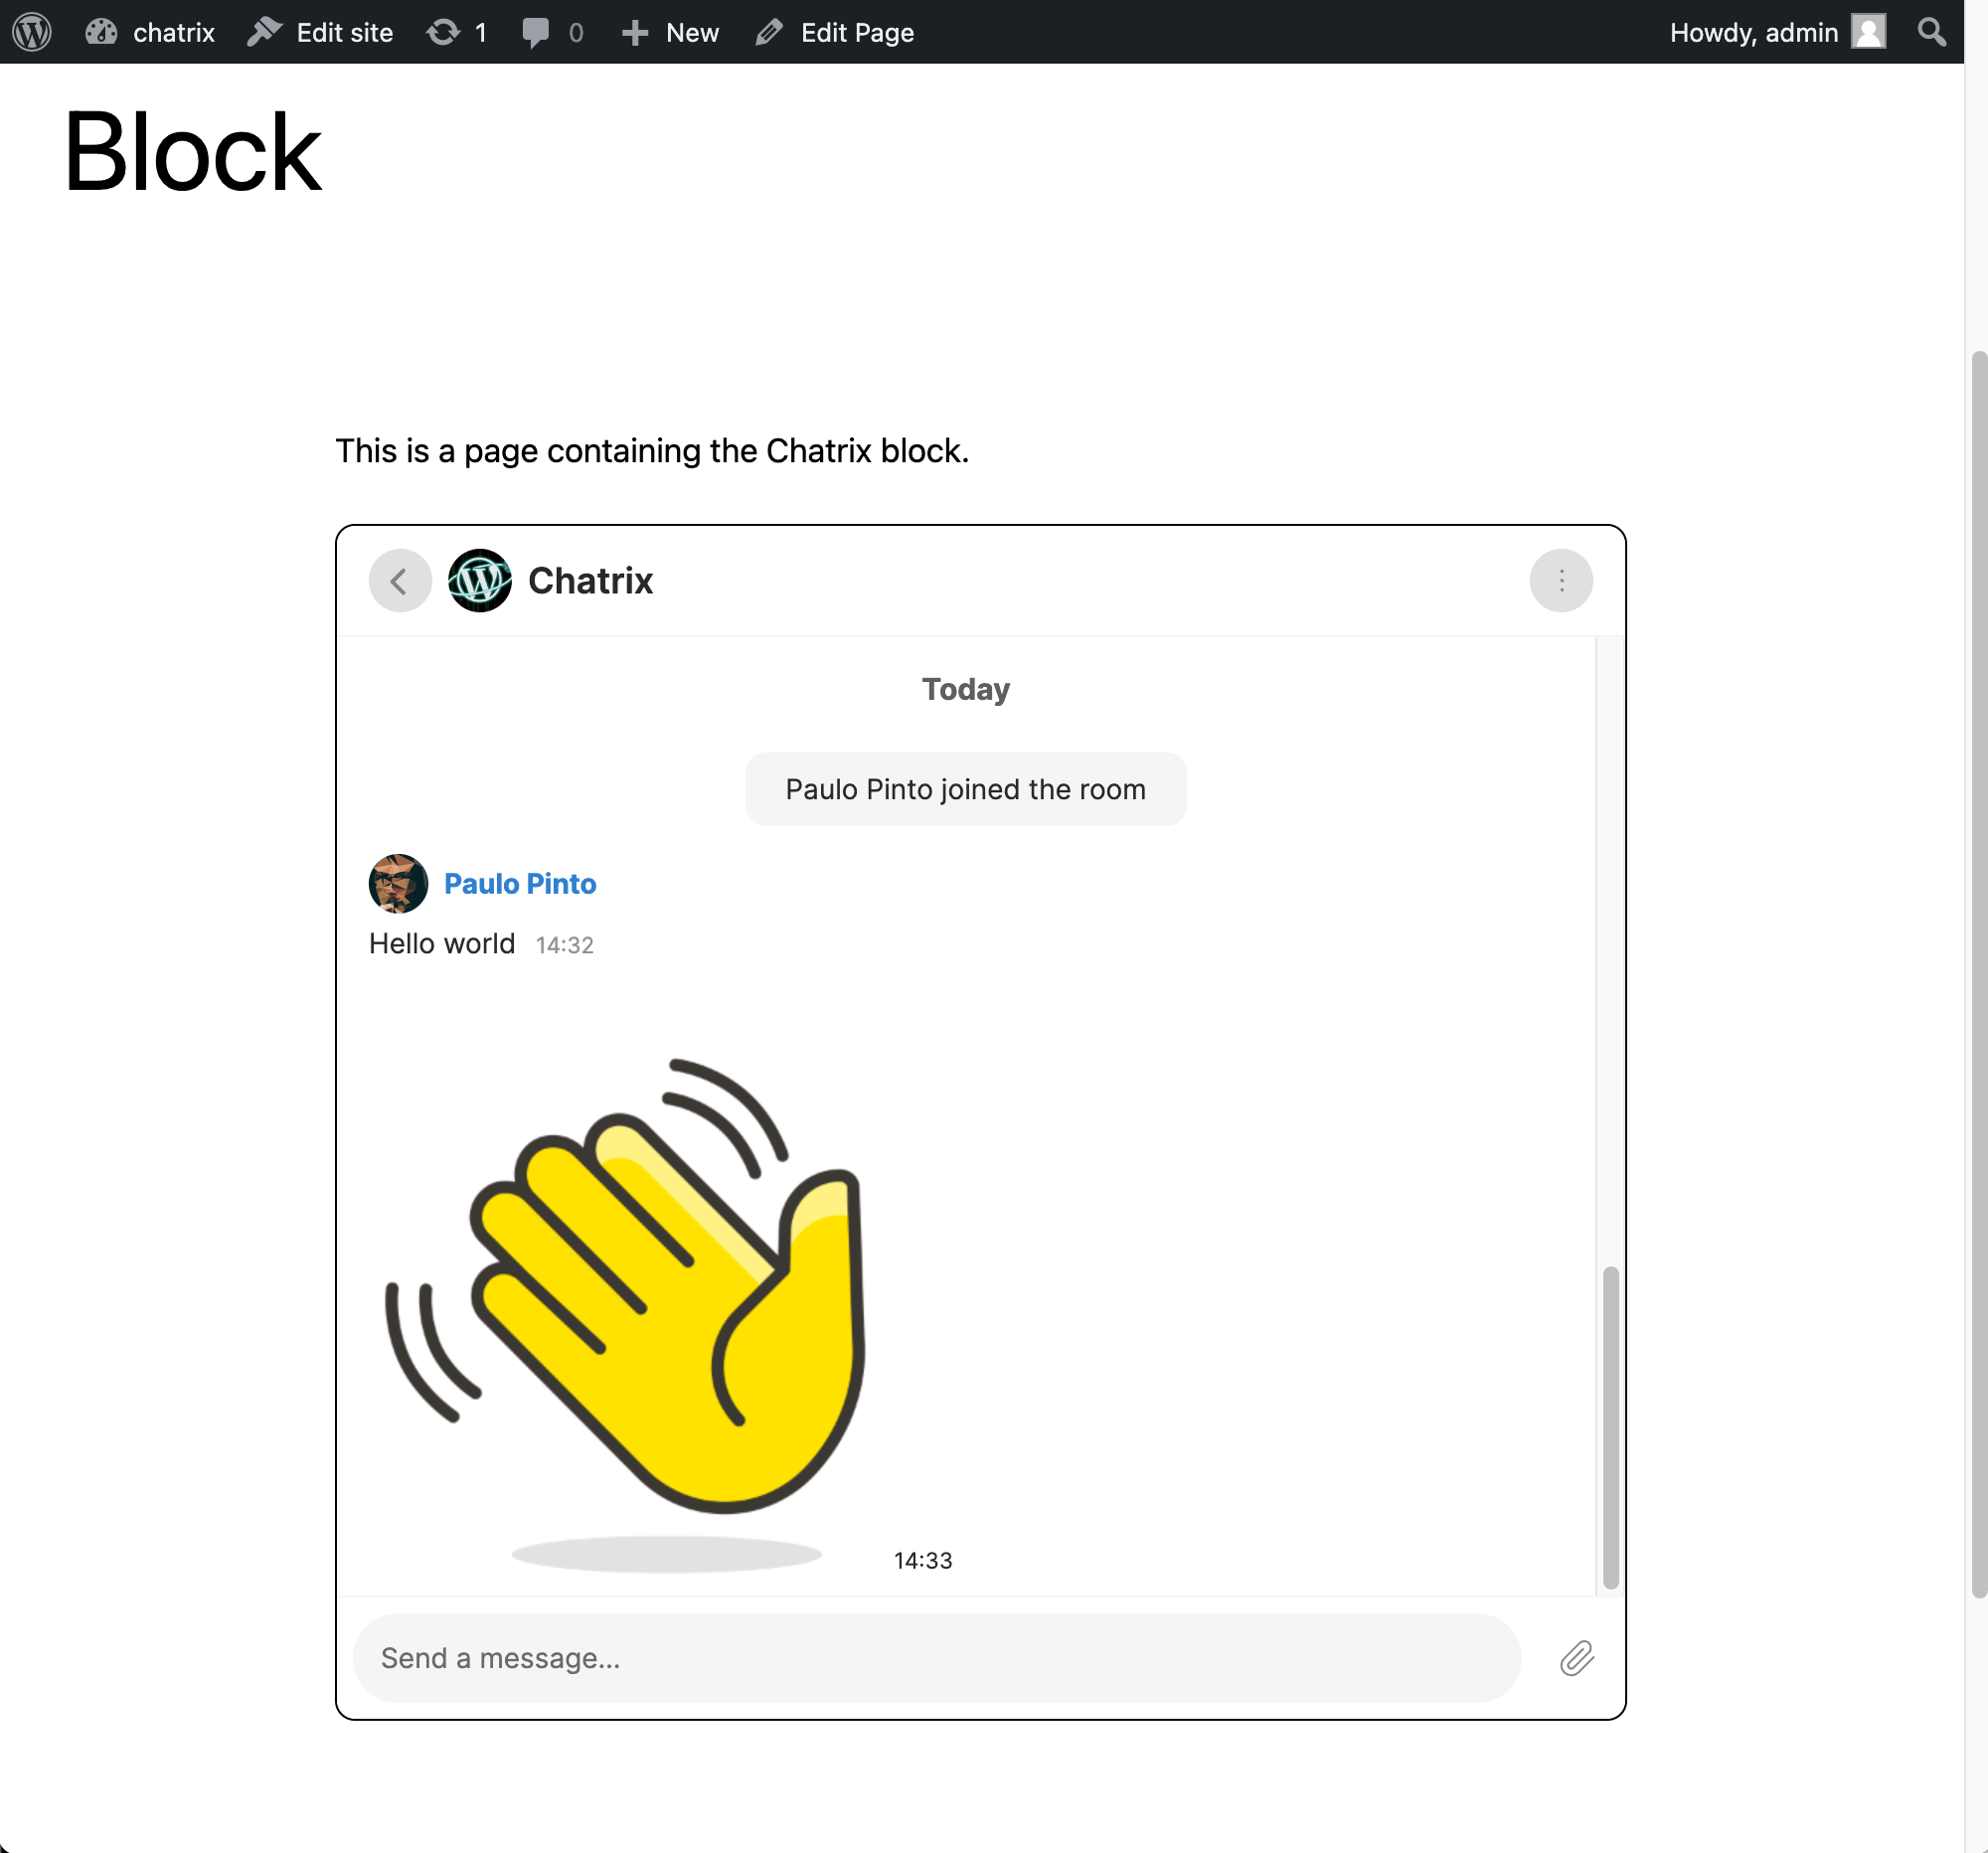 chatrix Edit site 1 0 New Edit Page Howdy, admin
Block
This is a page containing the Chatrix block.
Chatrix
Today
Paulo Pinto joined the room
Paulo Pinto
Hello world 14:32
14:33
Send a message...